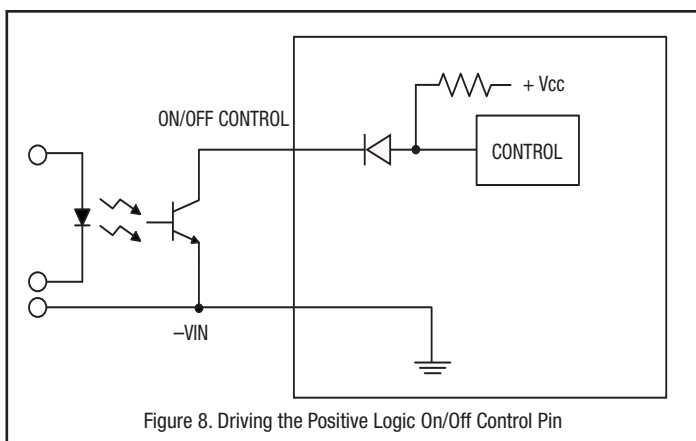 + Vcc
ON/OFF CONTROL
CONTROL
–VIN
Figure 8. Driving the Positive Logic On/Off Control Pin